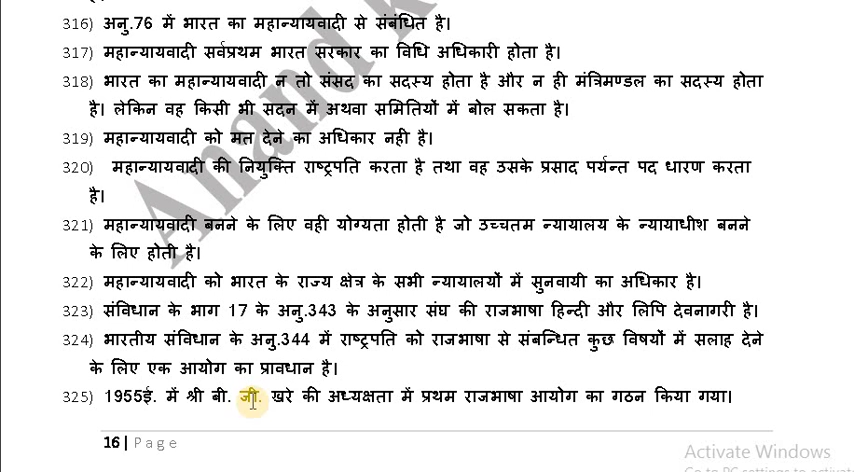 316) अनु.76 में भारत का महान्यायवादी से संबंधित है।
317) महान्यायवादी सर्वप्रथम भारत सरकार का विधि अधिकारी होता है।
318) भारत का महान्यायवादी न तो संसद का सदस्य होता है और न ही मंत्रिमण्डल का सदस्य होता
है। लेकिन वह किसी भी सदन में अथवा समितियों में बोल सकता है।
319) महान्यायवादी को मत देने का अधिकार नही है।
320) महान्यायवादी की नियुक्ति राष्ट्रपति करता है तथा वह उसके प्रसाद पर्यन्त पद धारण करता
है।
321) महान्यायवादी बनने के लिए वही योग्यता होती है जो उच्चतम न्यायालय के न्यायाधीश बनने
के लिए होती है।
322) महान्यायवादी को भारत के राज्य क्षेत्र के सभी न्यायालयों में सुनवायी का अधिकार है।
323) संविधान के भाग 17 के अनु.343 के अनुसार संघ की राजभाषा हिन्दी और लिपि देवनागरी है।
324) भारतीय संविधान के अनु.344 में राष्ट्रपति को राजभाषा से संबन्धित कुछ विषयों में सलाह देने
के लिए एक आयोग का प्रावधान है।
325) 1955ई. में श्री बी. जी. खरे की अध्यक्षता में प्रथम राजभाषा आयोग का गठन किया गया।
16 | Page
Activate Windows
Anand